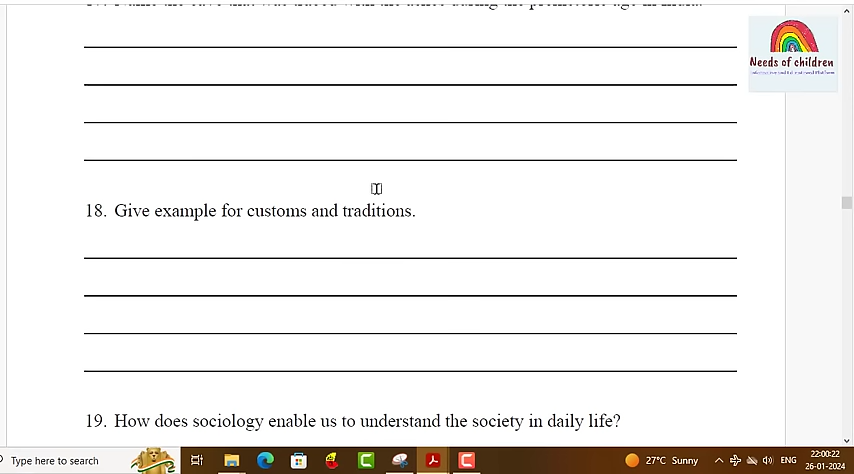 Needs of children
18. Give example for customs and traditions.
19. How does sociology enable us to understand the society in daily life?
Type here to search
27°C Sunny
ENG
22:00:22
26-01-2024